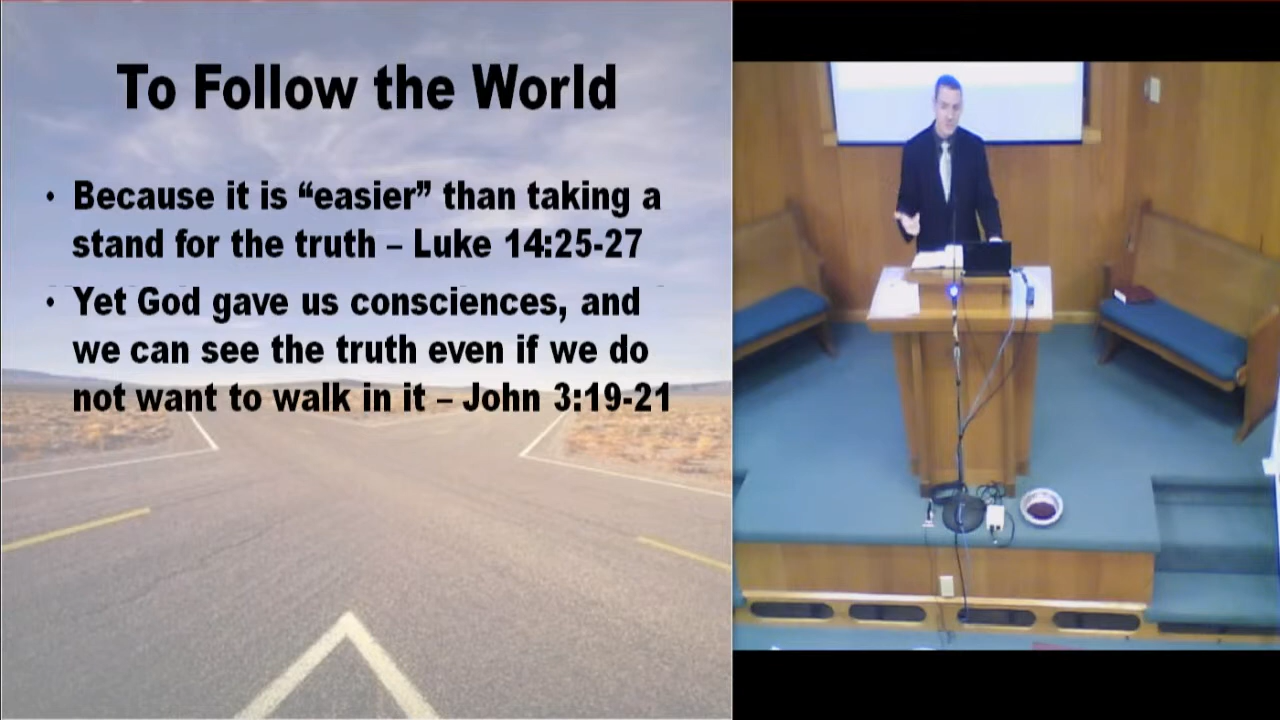 To Follow the World
• Because it is “easier” than taking a
stand for the truth – Luke 14:25-27
• Yet God gave us consciences, and
we can see the truth even if we do
not want to walk in it – John 3:19-21